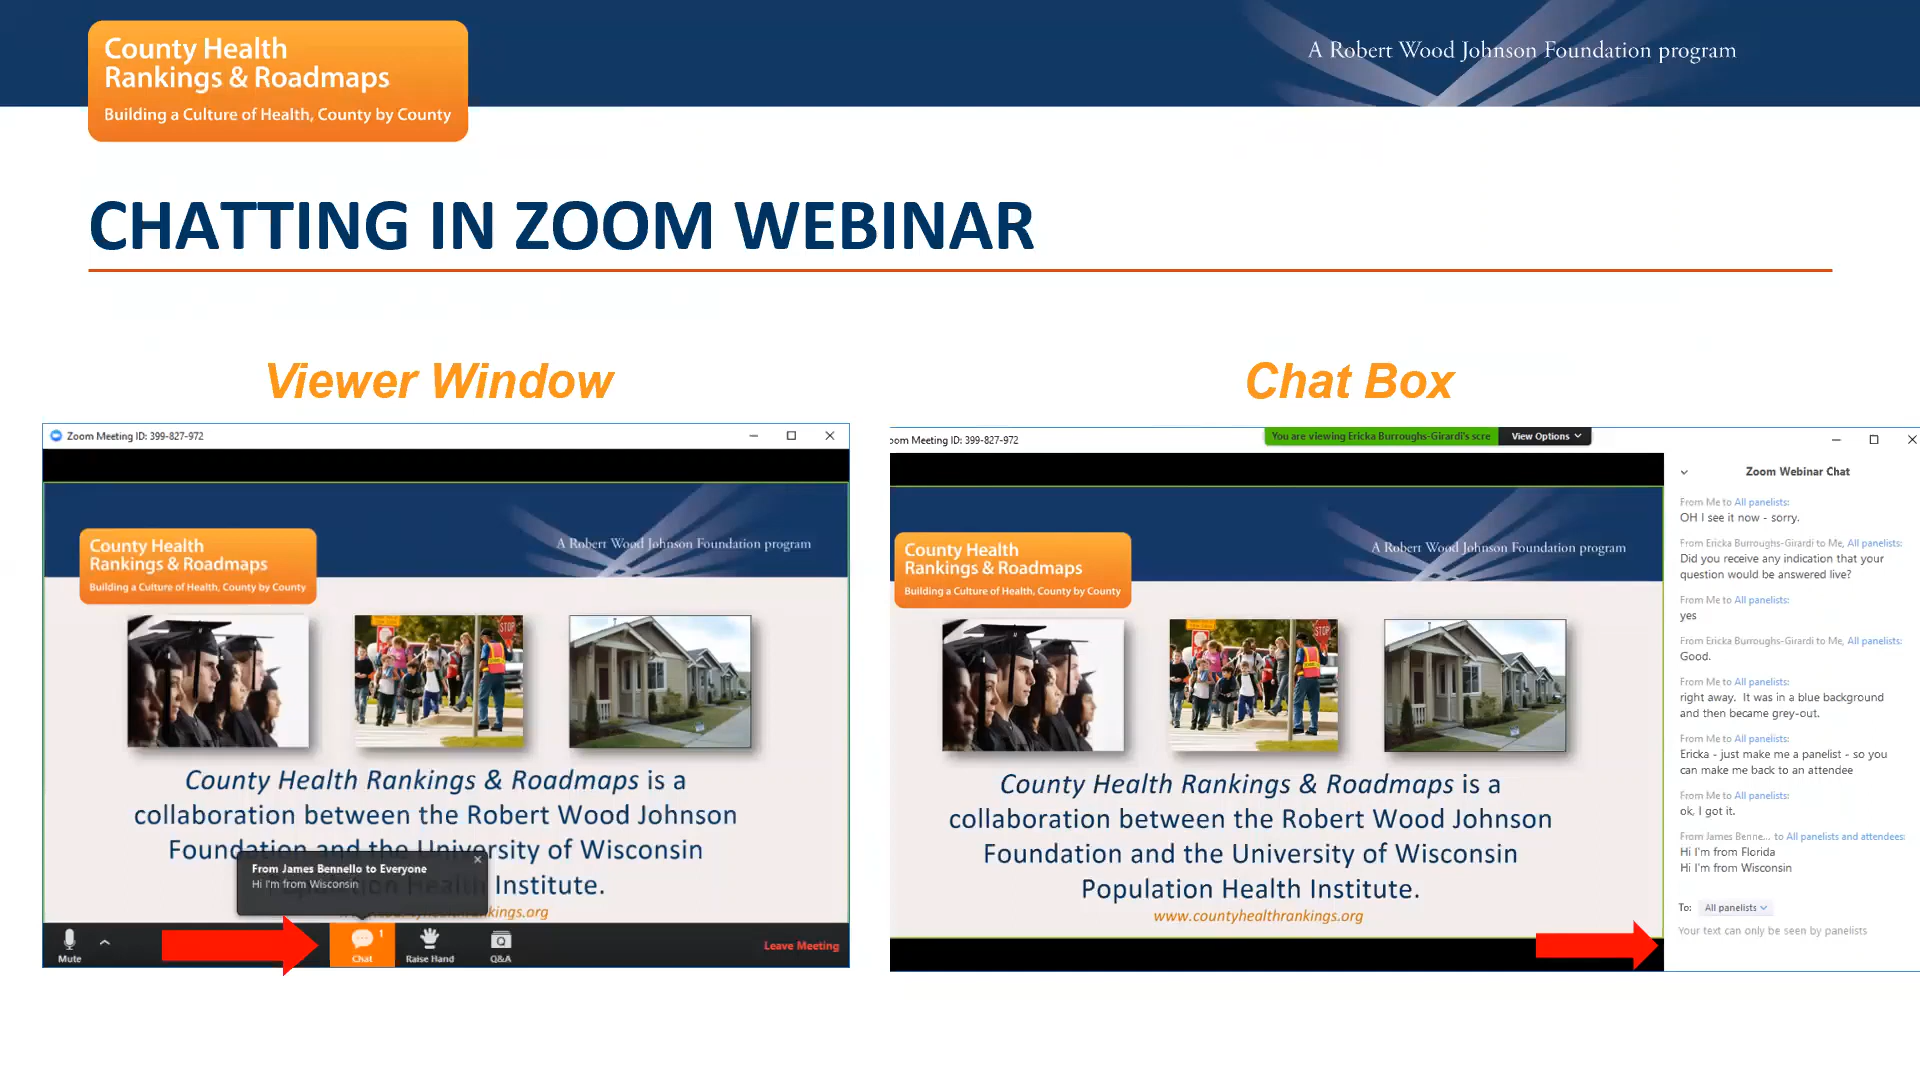 County Health
Rankings & Roadmaps
Building a Culture of Health, County by County
A Robert Wood Johnson Foundation program
CHATTING IN ZOOM WEBINAR
Viewer Window
Zoom Meeting ID: 399-827-972
A Robert Wood Johnson Foundation program
County Health
Rankings & Roadmaps
Building a Culture of Health, County by County
STOP
County Health Rankings & Roadmaps is a
collaboration between the Robert Wood Johnson
Foundation and the University of Wisconsin
Population Health Institute.
From James Bennello to Everyone
Hi I'm from Wisconsin
Mute
Chat
1
Raise Hand
Q&A
Leave Meeting
Chat Box
oom Meeting ID: 399-827-972
You are viewing Ericka Burroughs-Girardi's scre
View Options
A Robert Wood Johnson Foundation program
County Health
Rankings & Roadmaps
Building a Culture of Health, County by County
STOP
County Health Rankings & Roadmaps is a
collaboration between the Robert Wood Johnson
Foundation and the University of Wisconsin
Population Health Institute.
www.countyhealthrankings.org
Zoom Webinar Chat
From Me to All panelists:
OH I see it now - sorry.
From Ericka Burroughs-Girardi to Me, All panelists:
Did you receive any indication that your
question would be answered live?
From Me to All panelists:
yes
From Ericka Burroughs-Girardi to Me, All panelists:
Good.
From Me to All panelists:
right away. It was in a blue background
and then became grey-out.
From Me to All panelists:
Ericka - just make me a panelist - so you
can make me back to an attendee
From Me to All panelists:
ok, I got it.
From James Benne... to All panelists and attendees:
Hi I'm from Florida
Hi I'm from Wisconsin
To: All panelists
Your text can only be seen by panelists